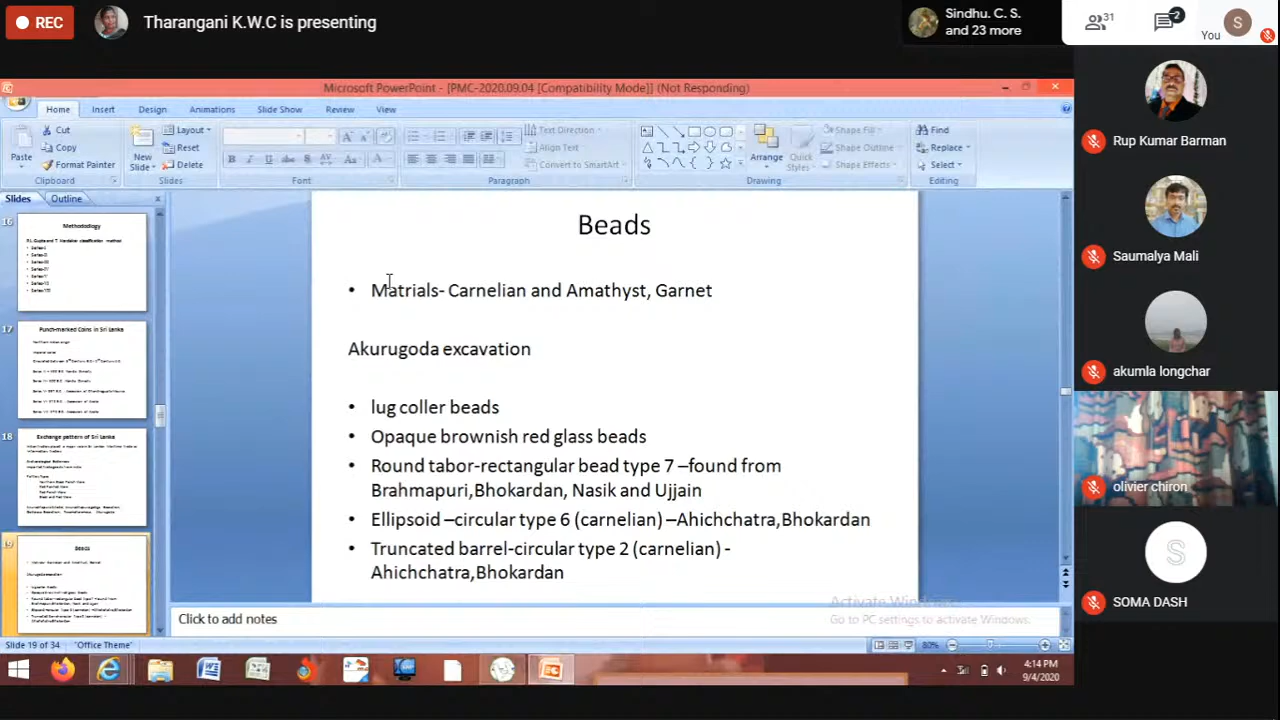 REC
Tharangani K.W.C is presenting
Sindhu. C. S.
and 23 more
31
2
You
S
Microsoft PowerPoint - [PMC-2020.09.04 [Compatibility Mode]] (Not Responding)
Home Insert Design Animations Slide Show Review View
Paste
Cut
Copy
Format Painter
Clipboard
New
Slide
Layout
Reset
Delete
Slides
Font
Text Direction
Align Text
Convert to SmartArt
Paragraph
Arrange
Quick
Styles
Shape Fill
Shape Outline
Shape Effects
Drawing
Find
Replace
Select
Editing
Slides Outline
16
Methodology
17
Punch-marked Coins in Sri Lanka
18
Exchange pattern of Sri Lanka
19
Beads
Beads
• Matrials- Carnelian and Amathyst, Garnet
Akurugoda excavation
• lug coller beads
• Opaque brownish red glass beads
• Round tabor-rectangular bead type 7 –found from
Brahmapuri,Bhokardan, Nasik and Ujjain
• Ellipsoid –circular type 6 (carnelian) –Ahichchatra,Bhokardan
• Truncated barrel-circular type 2 (carnelian) -
Ahichchatra,Bhokardan
Activate Windows
Go to PC settings to activate Windows.
Click to add notes
Slide 19 of 34 "Office Theme" 80%
4:14 PM
9/4/2020
Rup Kumar Barman
Saumalya Mali
akumla longchar
olivier chiron
S
SOMA DASH